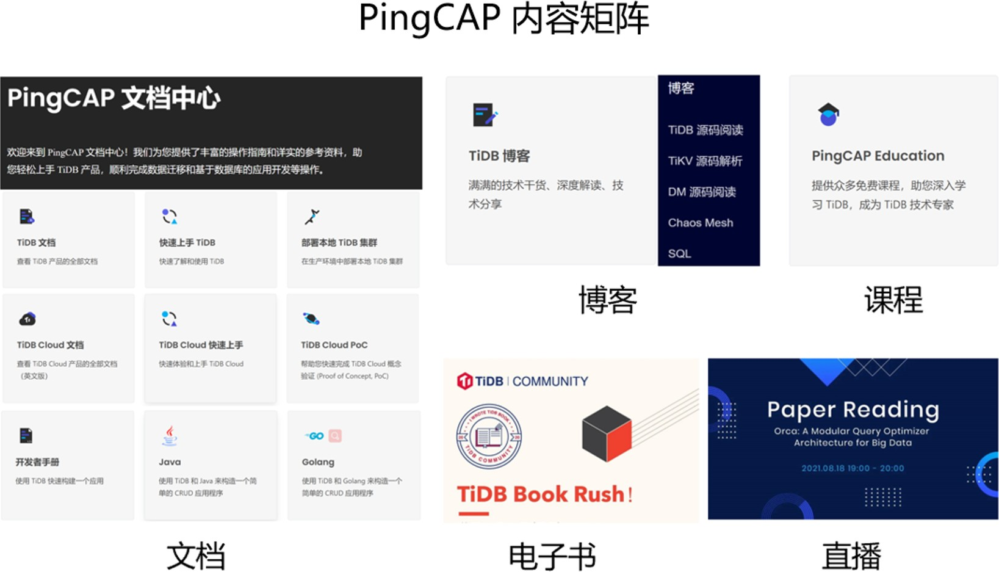 PingCAP 内容矩阵
PingCAP 文档中心
欢迎来到 PingCAP 文档中心！我们为您提供了丰富的操作指南和详实的参考资料，助
您轻松上手 TiDB 产品，顺利完成数据迁移和基于数据库的应用开发等操作。
TiDB 文档
查看 TiDB 产品的全部文档
快速上手 TiDB
快速了解和使用 TiDB
部署本地 TiDB 集群
在生产环境中部署本地 TiDB 集群
TiDB Cloud 文档
查看 TiDB Cloud 产品的全部文档
（英文版）
TiDB Cloud 快速上手
快速体验和上手 TiDB Cloud
TiDB Cloud PoC
帮助您快速完成 TiDB Cloud 概念
验证 (Proof of Concept, PoC)
开发者手册
使用 TiDB 快速构建一个应用
Java
使用 TiDB 和 Java 来构造一个简
单的 CRUD 应用程序
GO
Golang
使用 TiDB 和 Golang 来构造一个
简单的 CRUD 应用程序
文档
TiDB 博客
满满的技术干货、深度解读、技
术分享
博客
TiDB 源码阅读
TiKV 源码解析
DM 源码阅读
Chaos Mesh
SQL
博客
PingCAP Education
提供众多免费课程，助您深入学
习 TiDB，成为 TiDB 技术专家
课程
TiDB | COMMUNITY
I WROTE TIDB BOOK
20 20
TIDB COMMUNITY
TiDB Book Rush！
电子书
Paper Reading
Orca: A Modular Query Optimizer
Architecture for Big Data
2021.08.18 19:00 - 20:00
直播